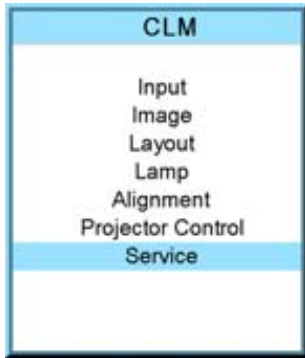 CLM
Input
Image
Layout
Lamp
Alignment
Projector Control
Service